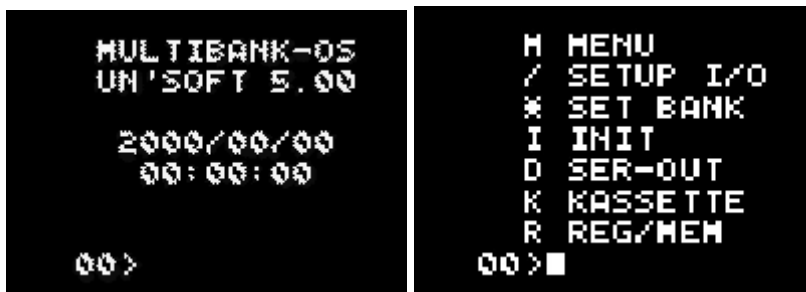 MULTIBANK-OS
UN'SOFT 5.00
2000/00/00
00:00:00
00>
M MENU
/ SETUP I/O
* SET BANK
I INIT
D SER-OUT
K KASSETTE
R REG/MEM
00>